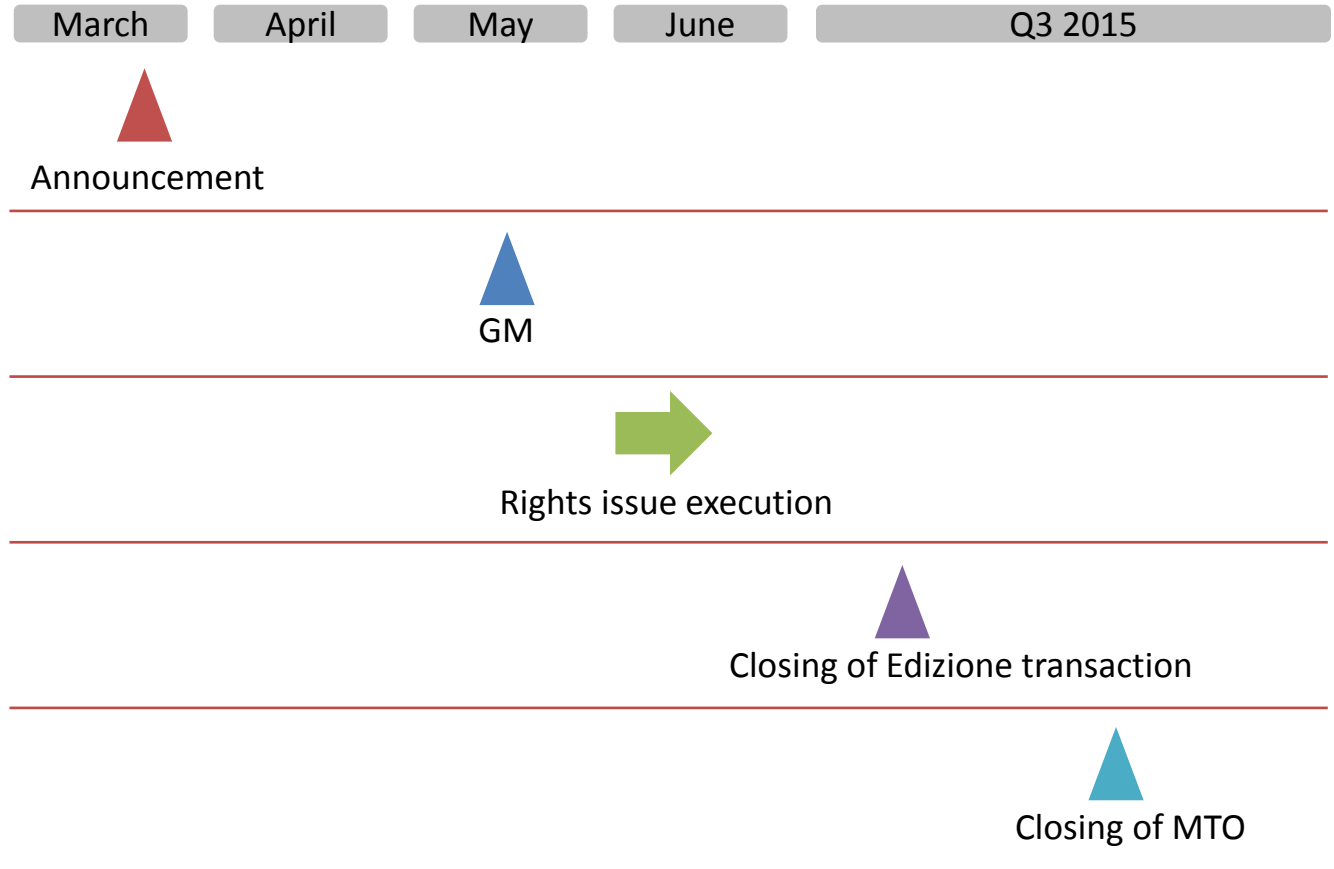 March April May June Q3 2015
Announcement
GM
Rights issue execution
Closing of Edizione transaction
Closing of MTO